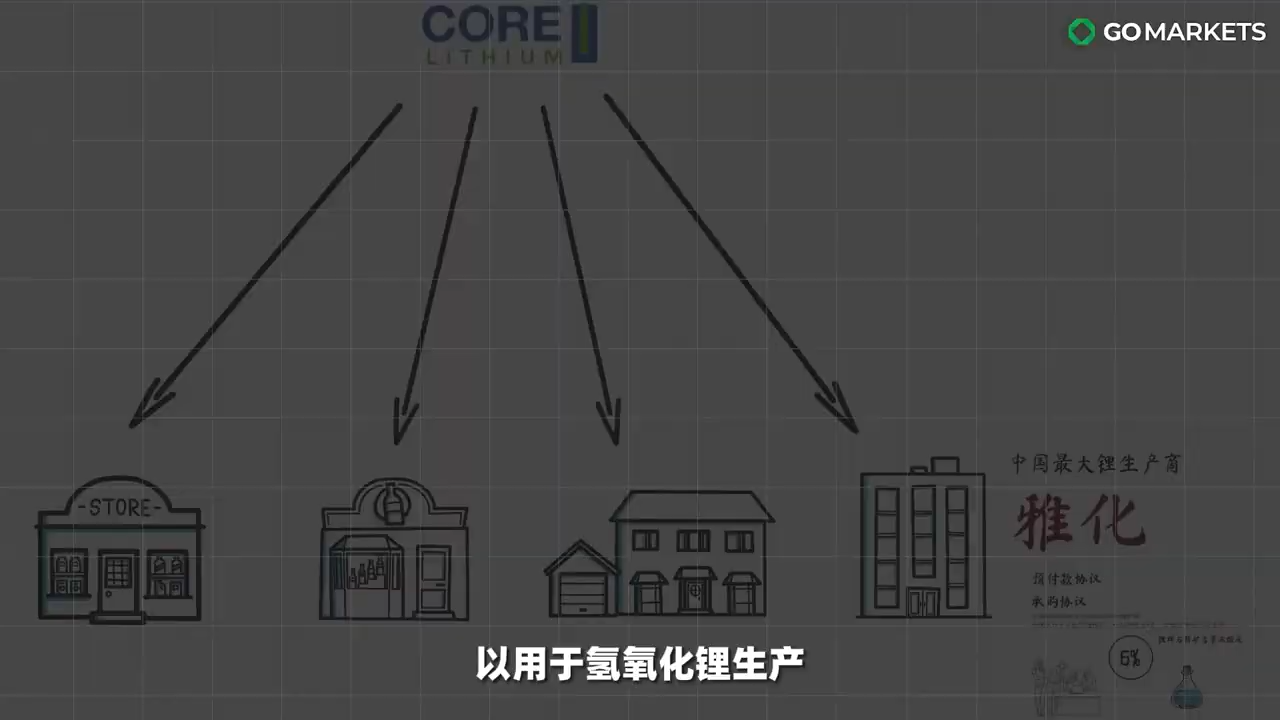 CORE
LITHIUM
GO MARKETS
-STORE-
中国最大锂生产商
雅化
预付款协议
承购协议
6%
以用于氢氧化锂生产